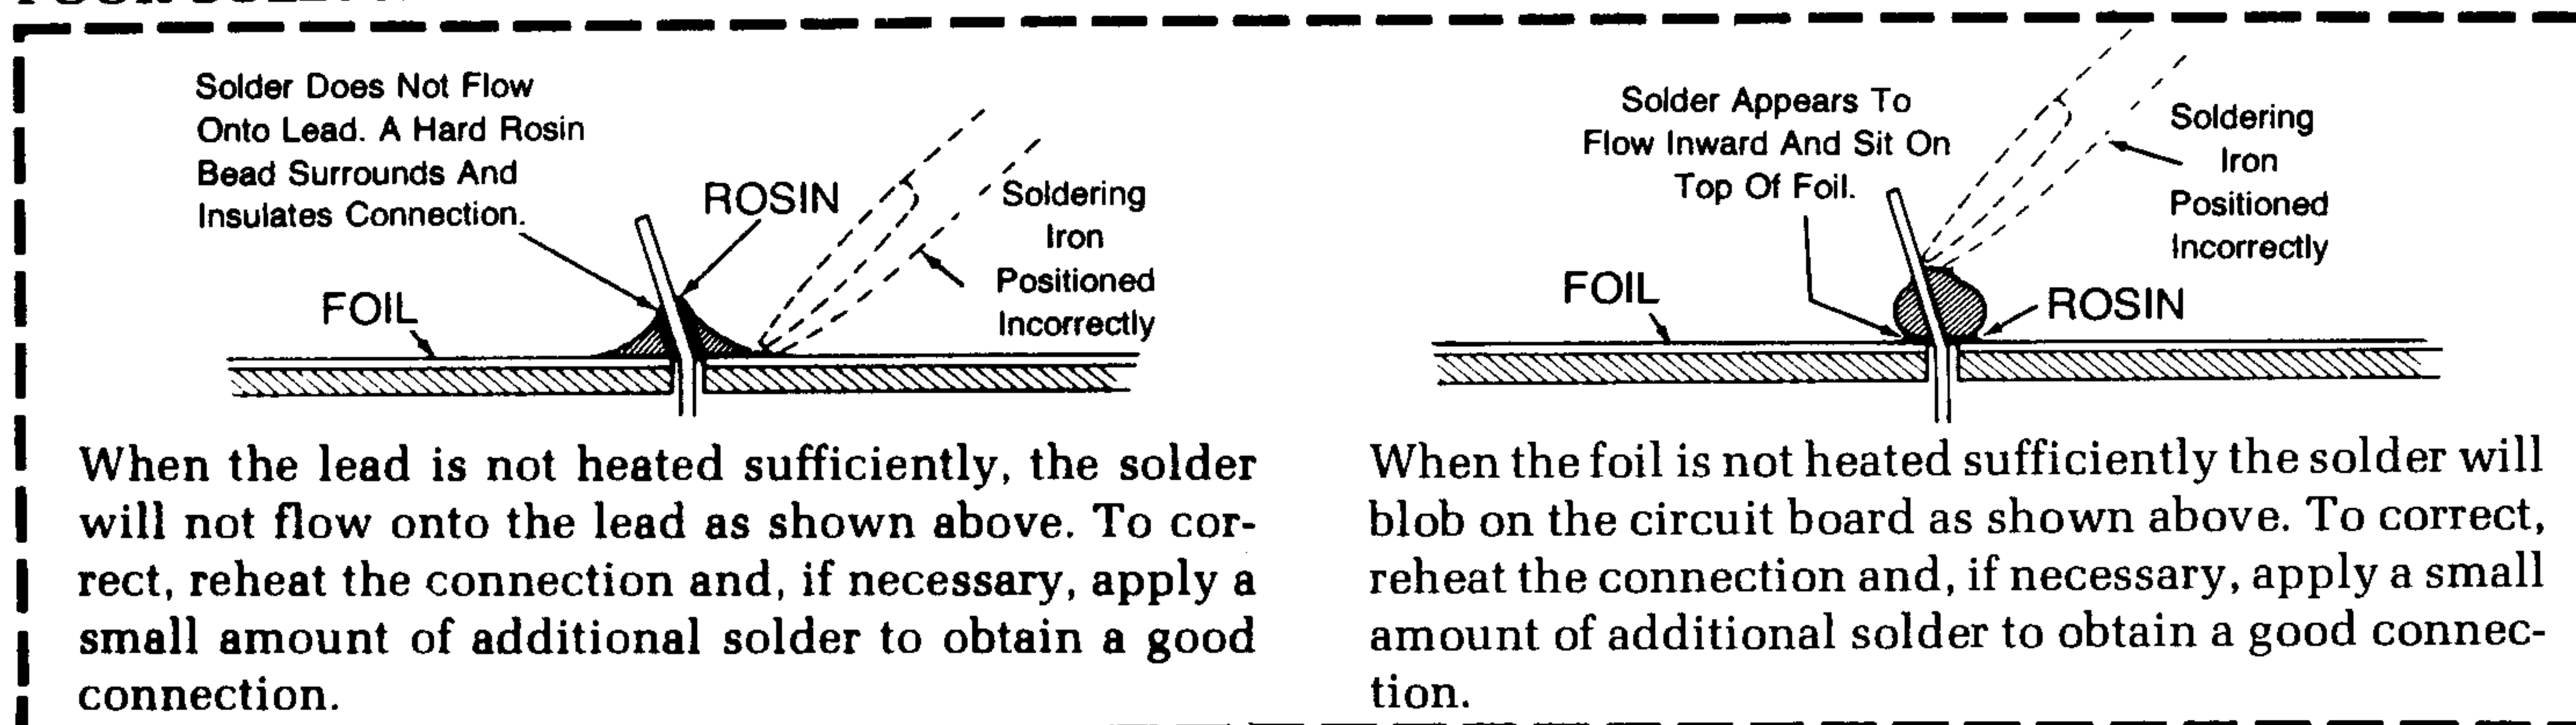 Solder Does Not Flow
Onto Lead. A Hard Rosin
Bead Surrounds And
Insulates Connection.
ROSIN
FOIL
Soldering
Iron
Positioned
Incorrectly
When the lead is not heated sufficiently, the solder
will not flow onto the lead as shown above. To cor-
rect, reheat the connection and, if necessary, apply a
small amount of additional solder to obtain a good
connection.
Solder Appears To
Flow Inward And Sit On
Top Of Foil.
Soldering
Iron
Positioned
Incorrectly
FOIL
ROSIN
When the foil is not heated sufficiently the solder will
blob on the circuit board as shown above. To correct,
reheat the connection and, if necessary, apply a small
amount of additional solder to obtain a good connec-
tion.